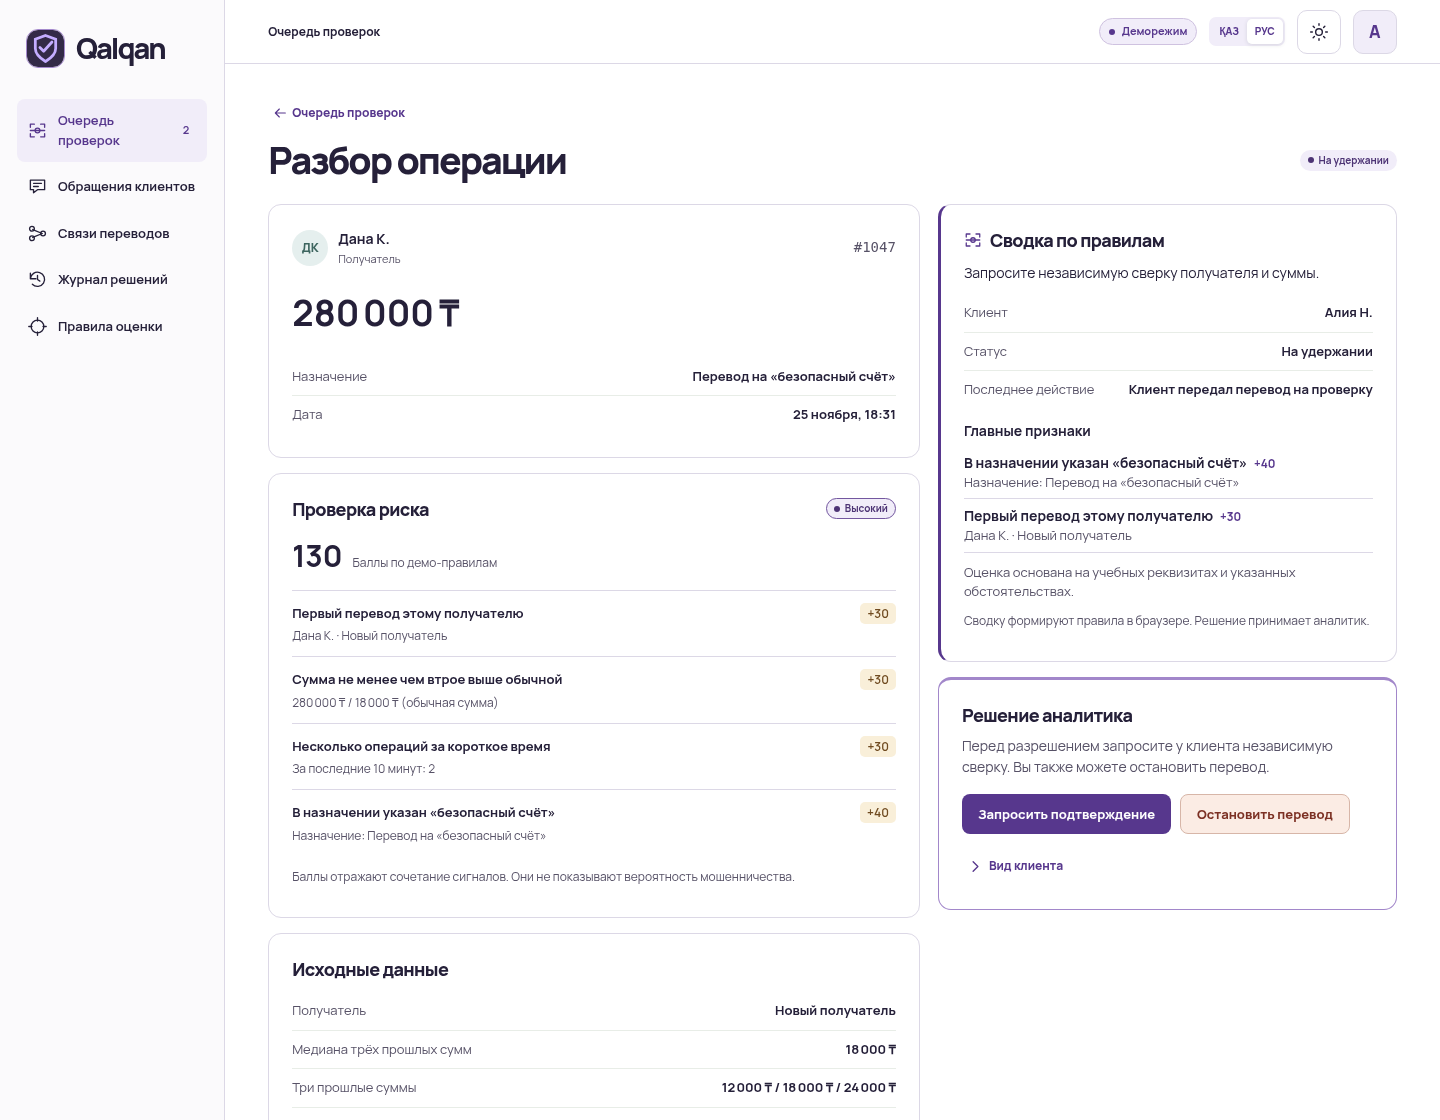 Qalqan
Очередь проверок
Деморежим
ҚАЗ
РУС
A
Очередь
проверок
2
Обращения клиентов
Связи переводов
Журнал решений
Правила оценки
← Очередь проверок
Разбор операции
На удержании
ДК
Дана К.
Получатель
#1047
280 000 ₸
Назначение
Перевод на «безопасный счёт»
Дата
25 ноября, 18:31
Проверка риска
Высокий
130 Баллы по демо-правилам
Первый перевод этому получателю
+30
Дана К. · Новый получатель
Сумма не менее чем втрое выше обычной
+30
280 000 ₸ / 18 000 ₸ (обычная сумма)
Несколько операций за короткое время
+30
За последние 10 минут: 2
В назначении указан «безопасный счёт»
+40
Назначение: Перевод на «безопасный счёт»
Баллы отражают сочетание сигналов. Они не показывают вероятность мошенничества.
Исходные данные
Получатель
Новый получатель
Медиана трёх прошлых сумм
18 000 ₸
Три прошлые суммы
12 000 ₸ / 18 000 ₸ / 24 000 ₸
Сводка по правилам
Запросите независимую сверку получателя и суммы.
Клиент
Алия Н.
Статус
На удержании
Последнее действие
Клиент передал перевод на проверку
Главные признаки
В назначении указан «безопасный счёт» +40
Назначение: Перевод на «безопасный счёт»
Первый перевод этому получателю +30
Дана К. · Новый получатель
Оценка основана на учебных реквизитах и указанных
обстоятельствах.
Сводку формируют правила в браузере. Решение принимает аналитик.
Решение аналитика
Перед разрешением запросите у клиента независимую
сверку. Вы также можете остановить перевод.
Запросить подтверждение
Остановить перевод
Вид клиента